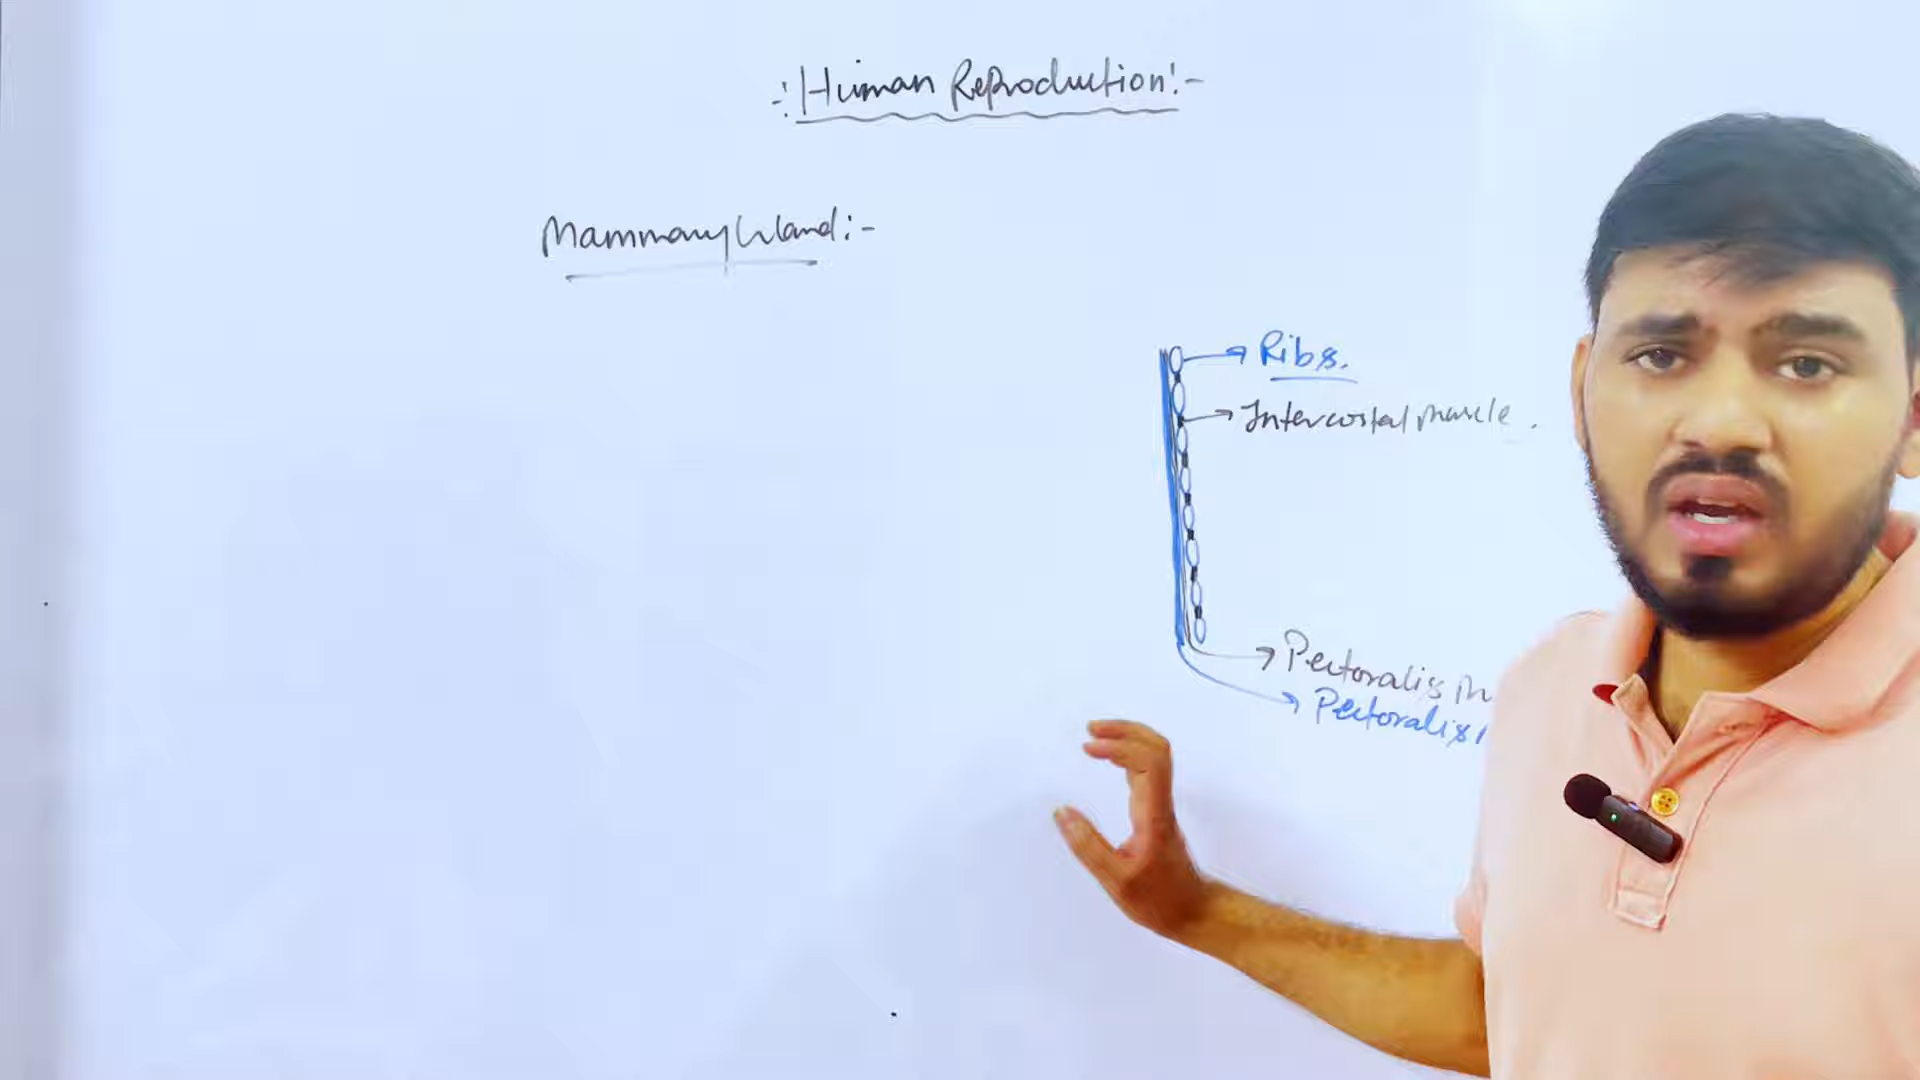 -: Human Reproduction :-
Mammary Gland :-
Ribs.
Intercostal muscle.
Pectoralis m
Pectoralis